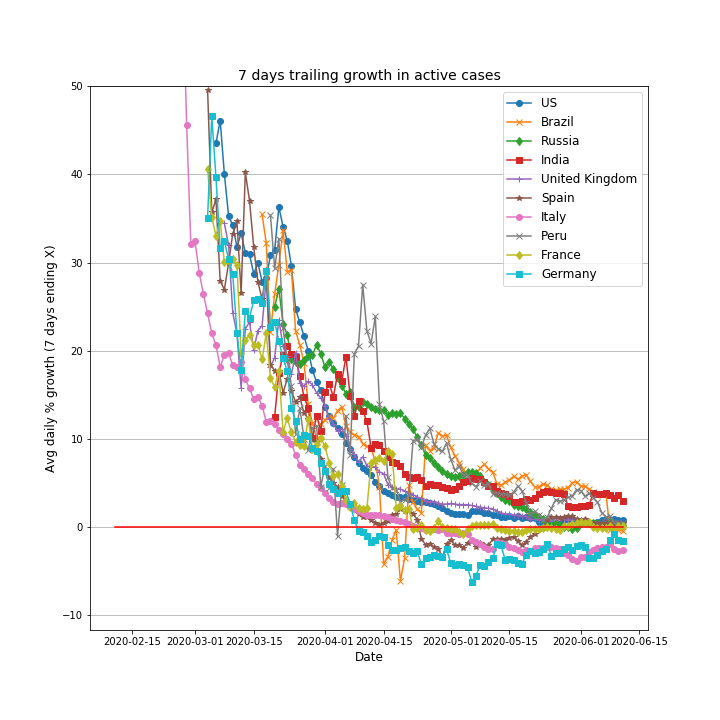 7 days trailing growth in active cases
Avg daily % growth (7 days ending X)
50
40
30
20
10
0
−10
US
Brazil
Russia
India
United Kingdom
Spain
Italy
Peru
France
Germany
2020-02-15 2020-03-01 2020-03-15 2020-04-01 2020-04-15 2020-05-01 2020-05-15 2020-06-01 2020-06-15
Date